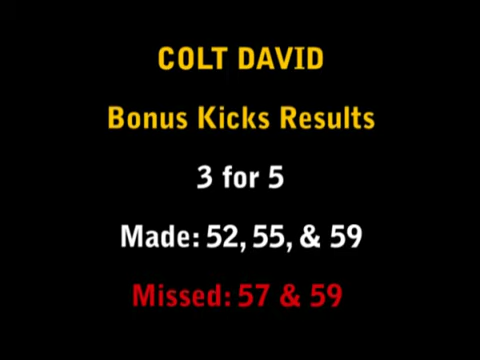 COLT DAVID
Bonus Kicks Results
3 for 5
Made: 52, 55, & 59
Missed: 57 & 59